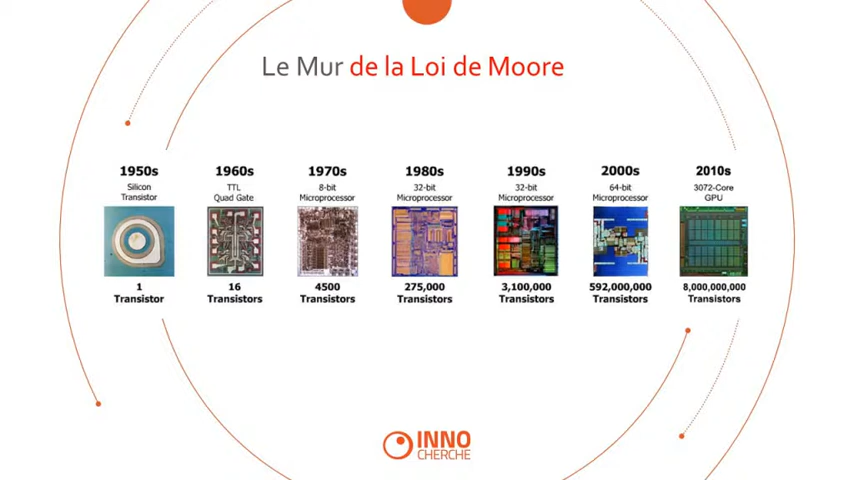 Le Mur de la Loi de Moore
1950s
Silicon
Transistor
1
Transistor
1960s
TTL
Quad Gate
16
Transistors
1970s
8-bit
Microprocessor
4500
Transistors
1980s
32-bit
Microprocessor
275,000
Transistors
1990s
32-bit
Microprocessor
3,100,000
Transistors
2000s
64-bit
Microprocessor
592,000,000
Transistors
2010s
3072-Core
GPU
8,000,000,000
Transistors
INNO
CHERCHE